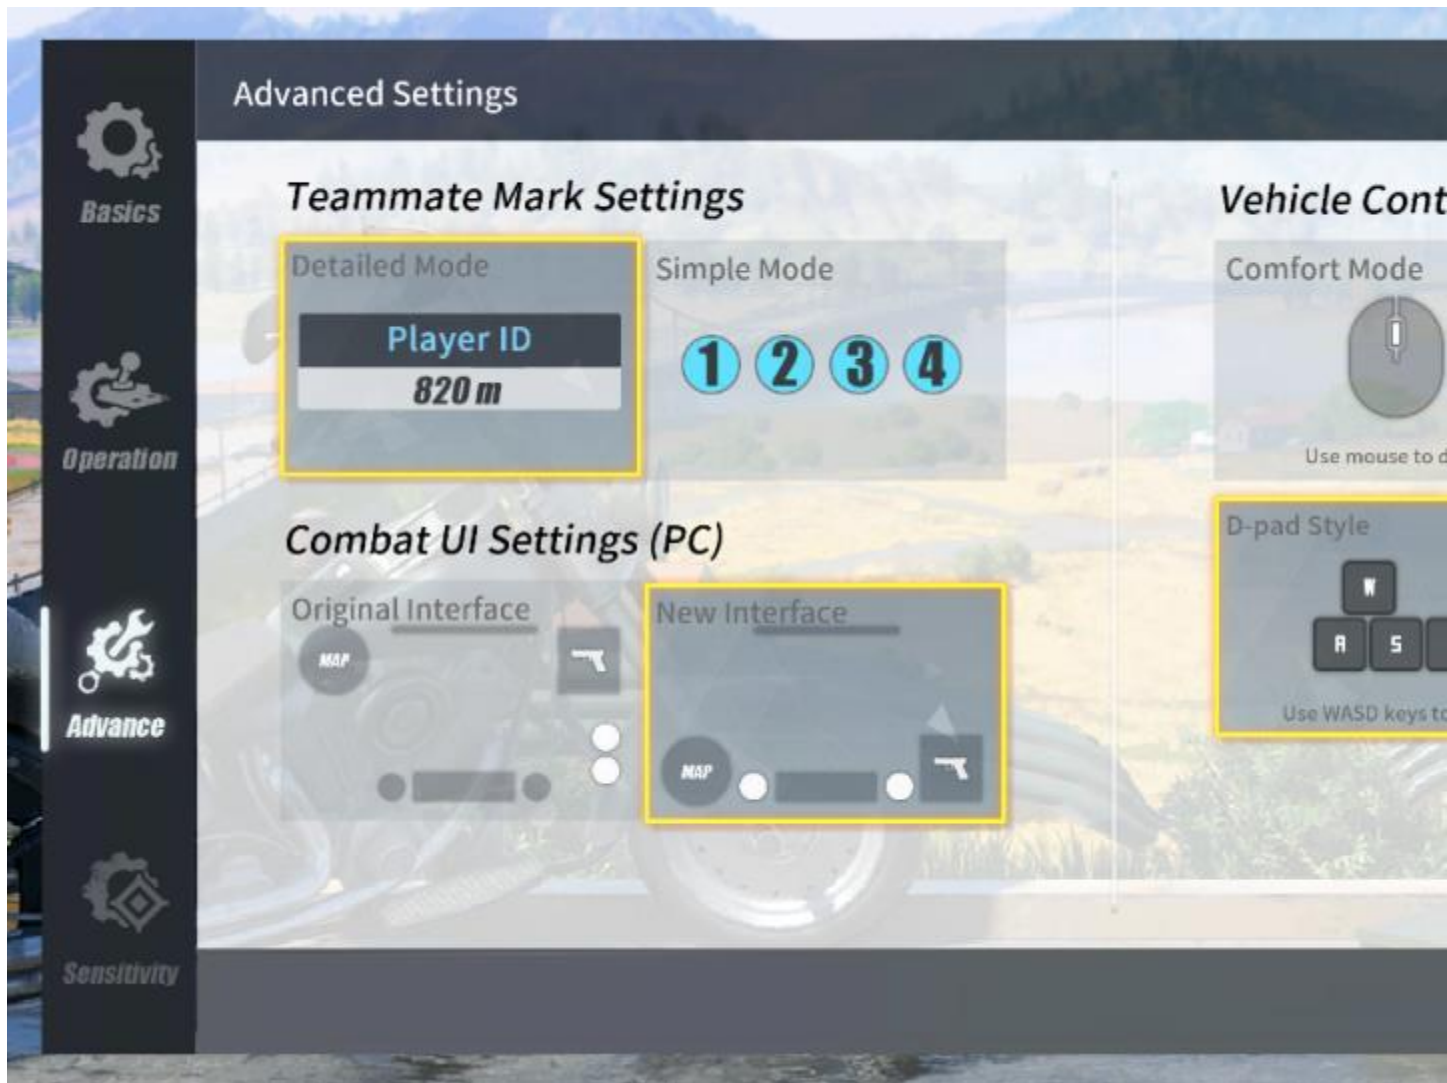 Advanced Settings
Basics
Operation
Advance
Sensitivity
Teammate Mark Settings
Detailed Mode
Player ID
820 m
Simple Mode
1 2 3 4
Combat UI Settings (PC)
Original Interface
MAP
New Interface
MAP
Vehicle Cont
Comfort Mode
Use mouse to d
D-pad Style
W
A S
Use WASD keys to